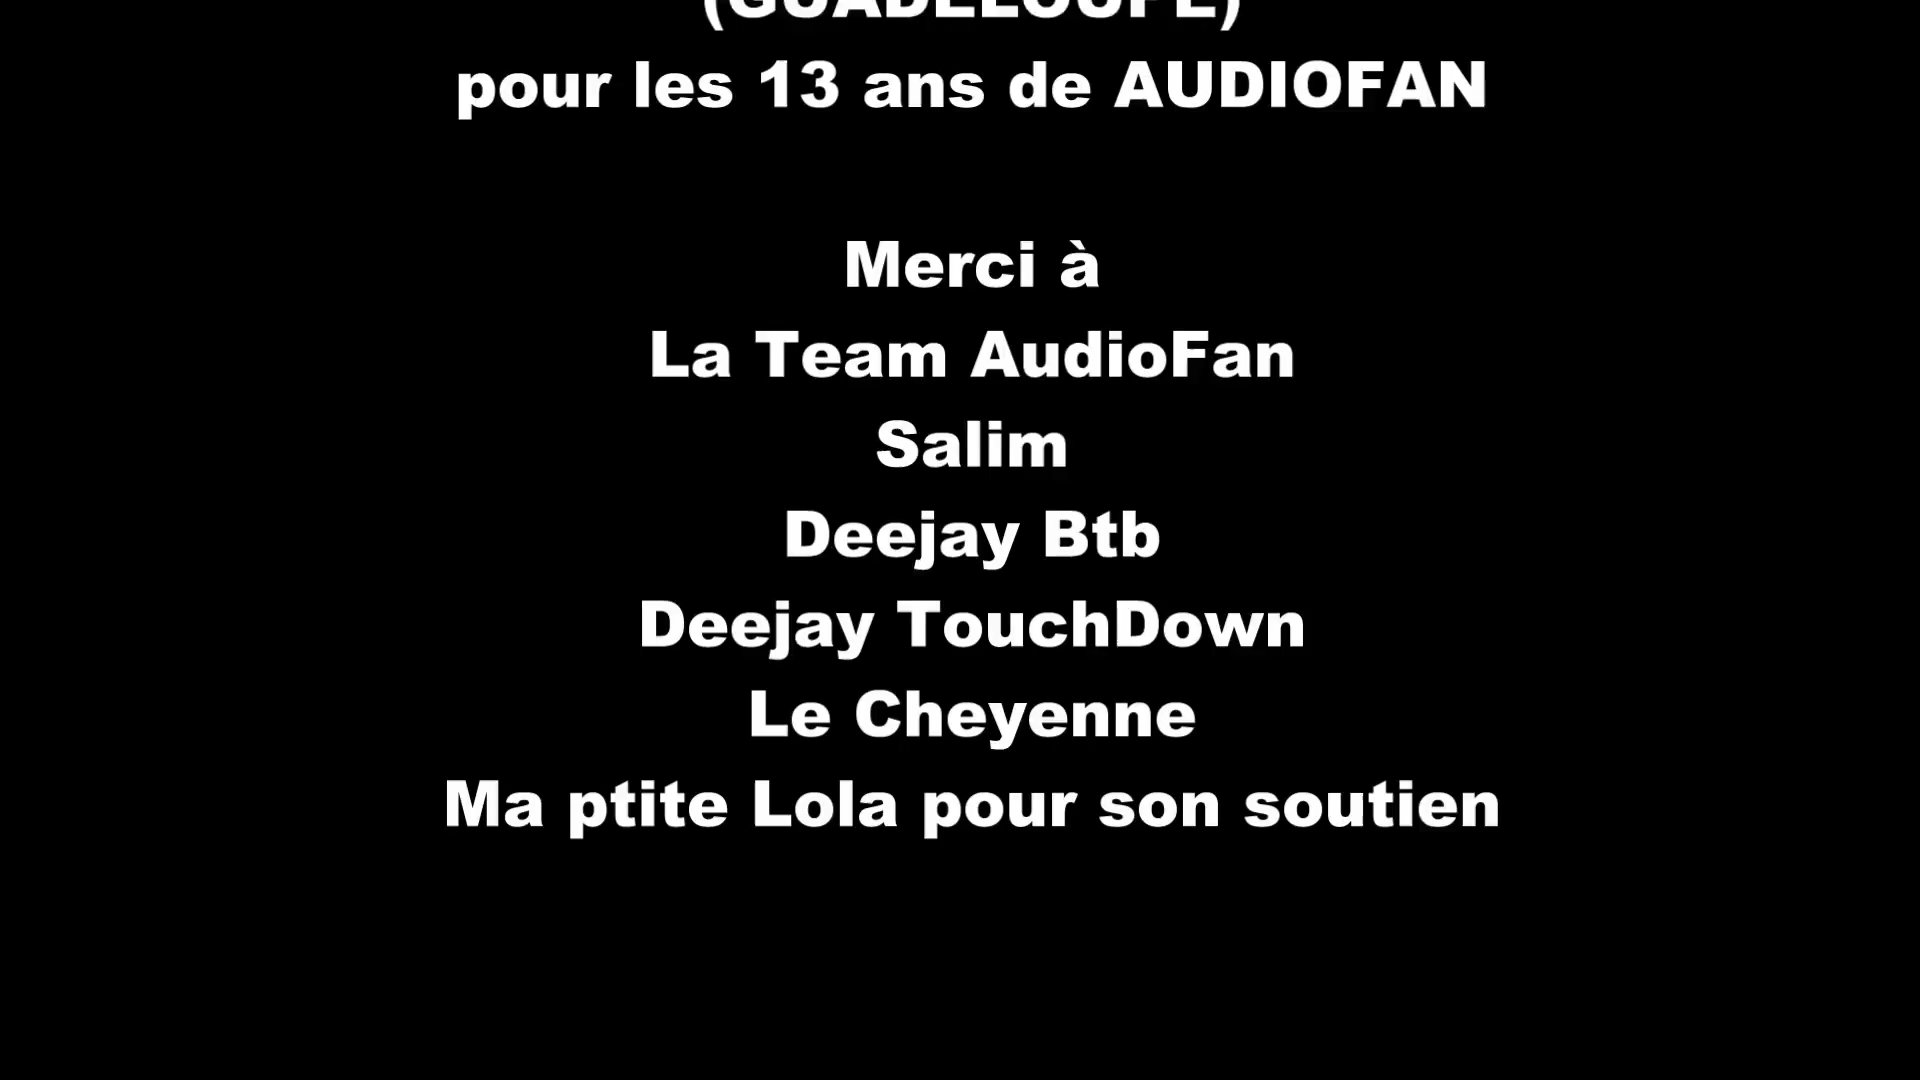 (GUADELOUPE)
pour les 13 ans de AUDIOFAN
Merci à
La Team AudioFan
Salim
Deejay Btb
Deejay TouchDown
Le Cheyenne
Ma ptite Lola pour son soutien